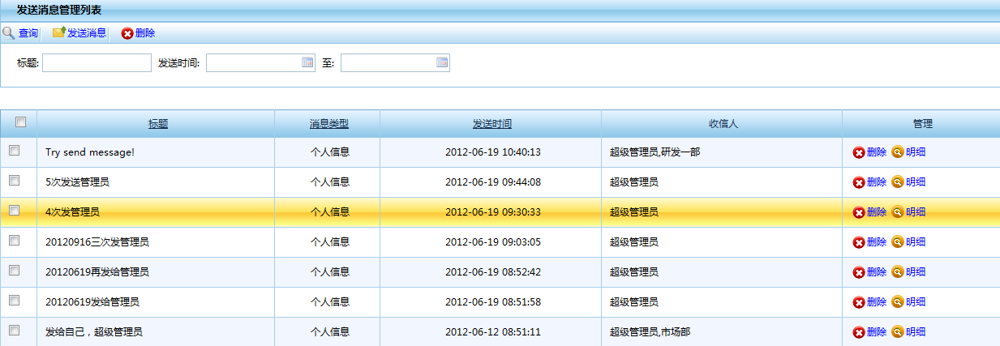 发送消息管理列表
查询 发送消息 删除
标题: 发送时间: 至:
标题 消息类型 发送时间 收信人 管理
Try send message! 个人信息 2012-06-19 10:40:13 超级管理员,研发一部 删除 明细
5次发送管理员 个人信息 2012-06-19 09:44:08 超级管理员 删除 明细
4次发管理员 个人信息 2012-06-19 09:30:33 超级管理员 删除 明细
20120916三次发管理员 个人信息 2012-06-19 09:03:05 超级管理员 删除 明细
20120619再发给管理员 个人信息 2012-06-19 08:52:42 超级管理员 删除 明细
20120619发给管理员 个人信息 2012-06-19 08:51:58 超级管理员 删除 明细
发给自己，超级管理员 个人信息 2012-06-12 08:51:11 超级管理员,市场部 删除 明细